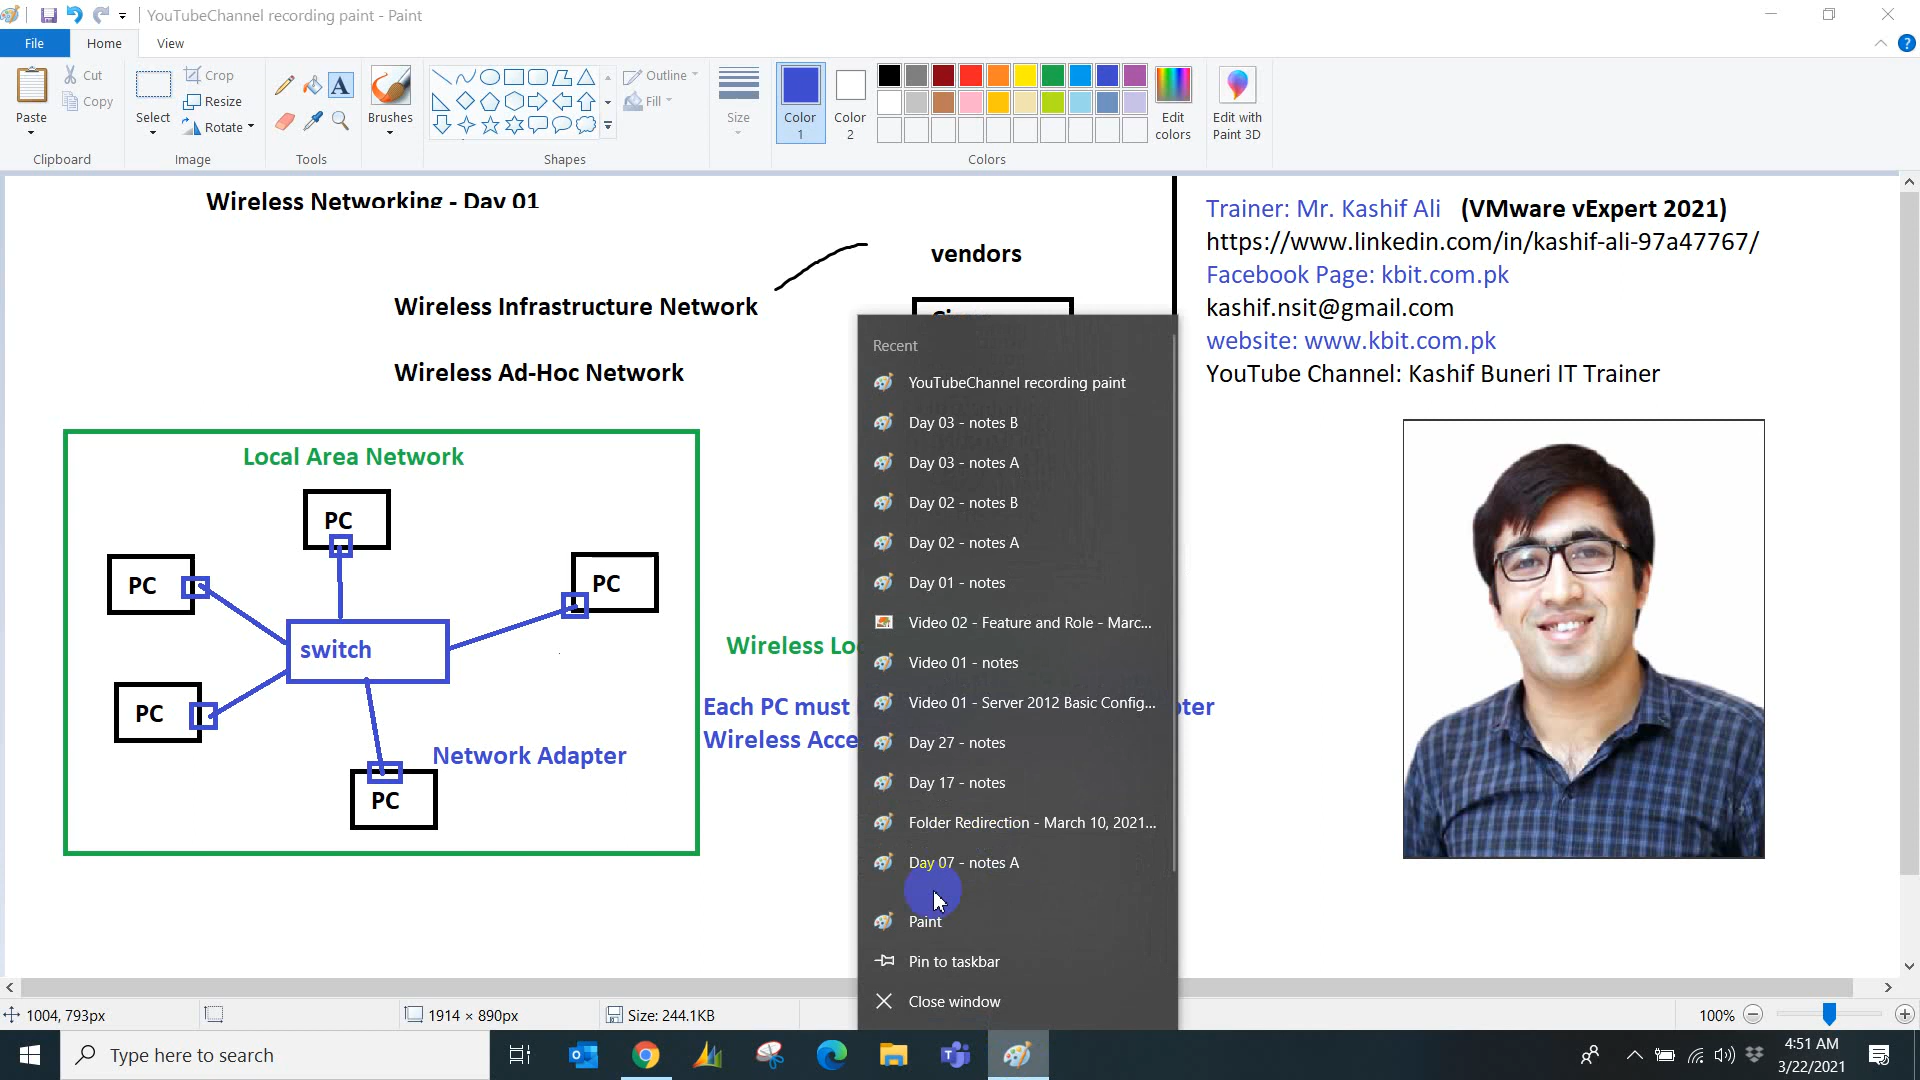 YouTubeChannel recording paint - Paint
File
Home
View
Paste
Cut
Copy
Clipboard
Select
Crop
Resize
Rotate
Image
Tools
Brushes
Outline
Fill
Shapes
Size
Color 1
Color 2
Edit colors
Edit with Paint 3D
Colors
Wireless Networking - Day 01
vendors
Wireless Infrastructure Network
Wireless Ad-Hoc Network
Trainer: Mr. Kashif Ali (VMware vExpert 2021)
https://www.linkedin.com/in/kashif-ali-97a47767/
Facebook Page: kbit.com.pk
kashif.nsit@gmail.com
website: www.kbit.com.pk
YouTube Channel: Kashif Buneri IT Trainer
Local Area Network
PC
PC
PC
switch
PC
Network Adapter
PC
Wireless
Each PC must
Wireless
Recent
YouTubeChannel recording paint
Day 03 - notes B
Day 03 - notes A
Day 02 - notes B
Day 02 - notes A
Day 01 - notes
Video 02 - Feature and Role - Marc...
Video 01 - notes
Video 01 - Server 2012 Basic Config...
Day 27 - notes
Day 17 - notes
Folder Redirection - March 10, 2021...
Day 07 - notes A
Paint
Pin to taskbar
Close window
1004, 793px
1914 × 890px
Size: 244.1KB
100%
Type here to search
4:51 AM
3/22/2021